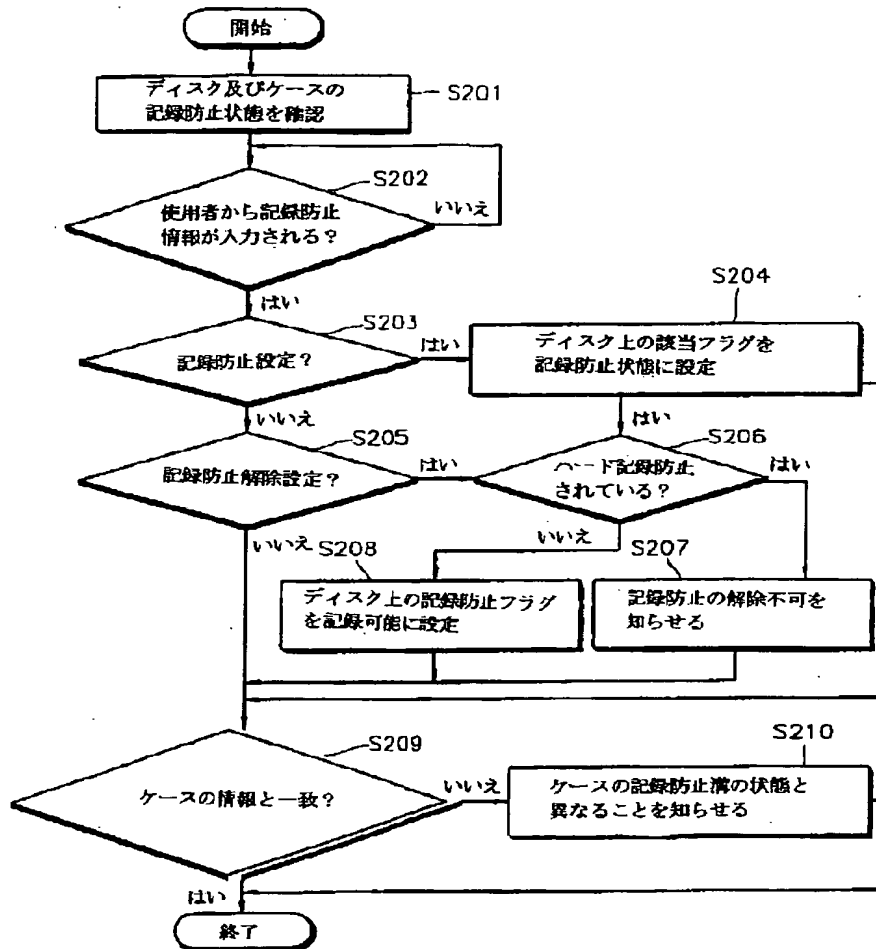 開始
ディスク及びケースの
記録防止状態を確認
S201
S202
使用者から記録防止
情報が入力される?
いいえ
はい
S203
記録防止設定?
はい
S204
ディスク上の該当フラグを
記録防止状態に設定
いいえ
はい
S205
記録防止解除設定?
はい
S206
ハード記録防止
されている?
はい
いいえ
いいえ
S208
ディスク上の記録防止フラグ
を記録可能に設定
S207
記録防止の解除不可を
知らせる
S209
ケースの情報と一致?
いいえ
S210
ケースの記録防止溝の状態と
異なることを知らせる
はい
終了